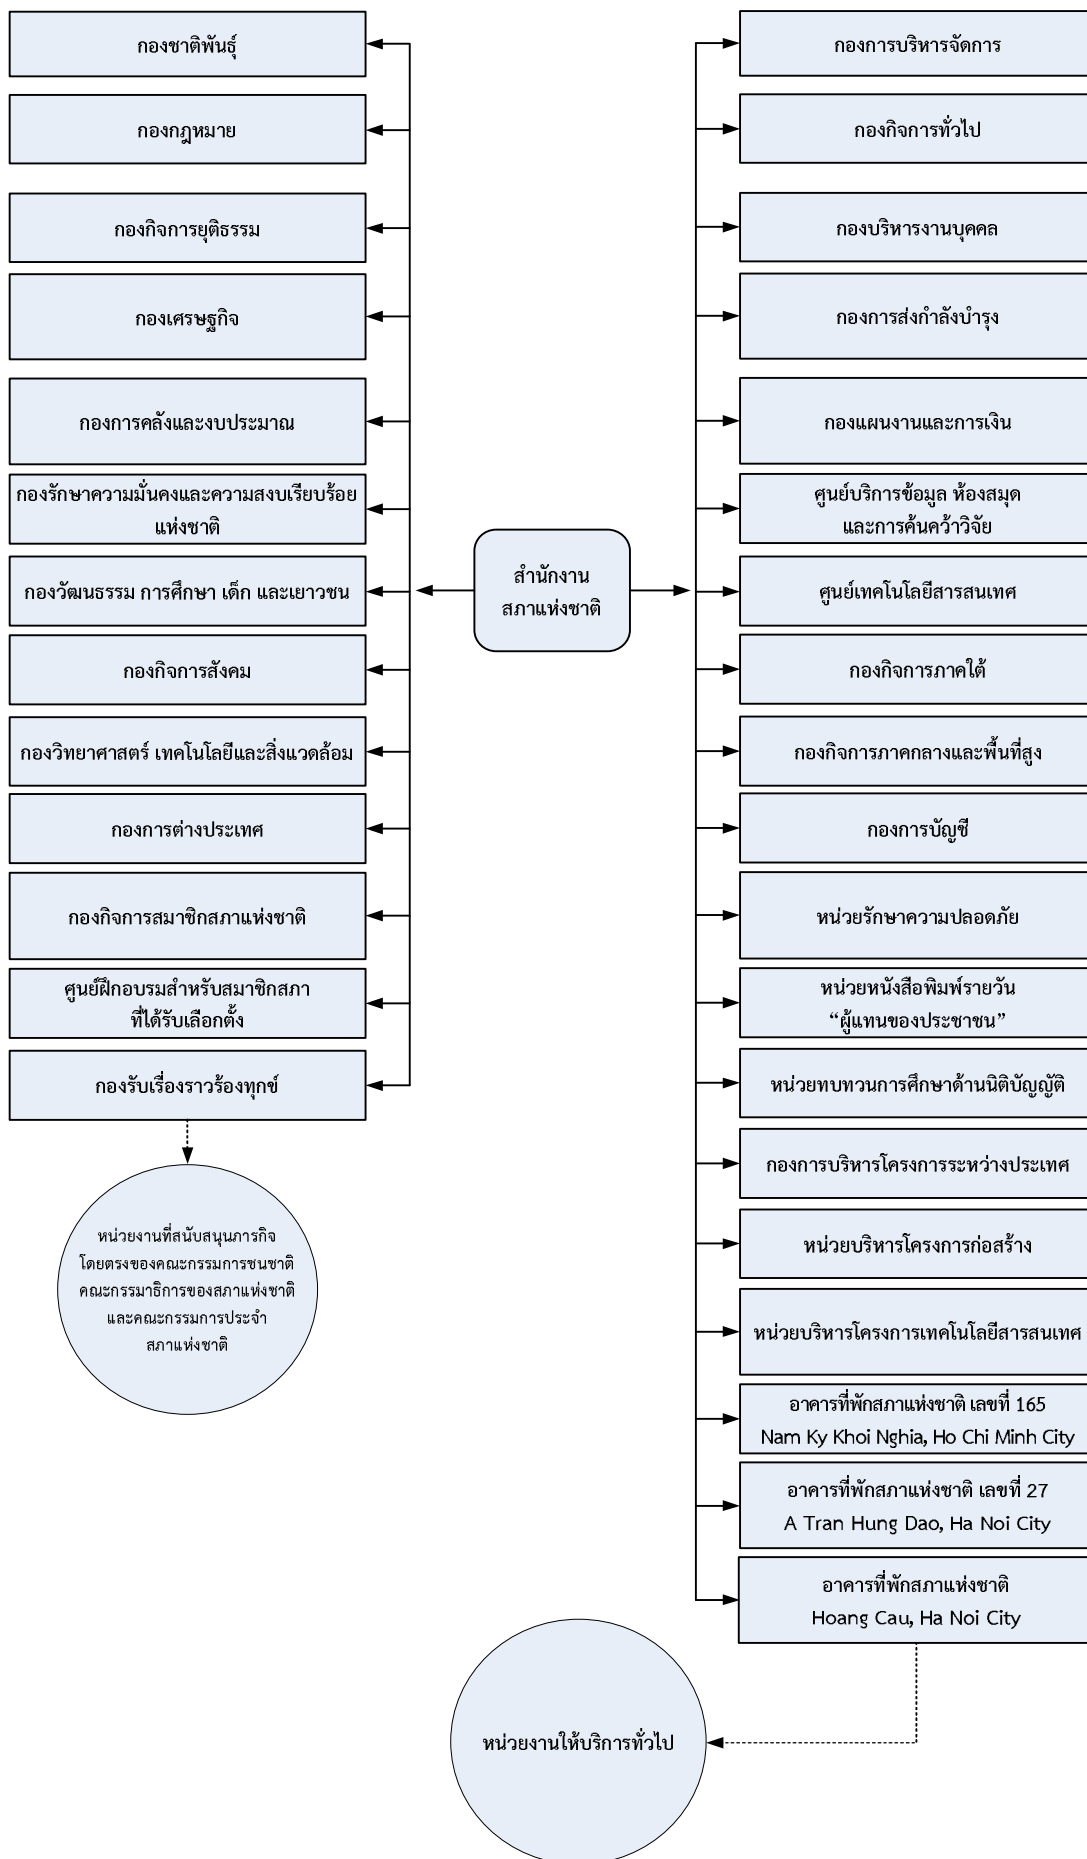 กองชาติพันธุ์
กองกฎหมาย
กองกิจการยุติธรรม
กองเศรษฐกิจ
กองการคลังและงบประมาณ
กองรักษาความมั่นคงและความสงบเรียบร้อย
แห่งชาติ
กองวัฒนธรรม การศึกษา เด็ก และเยาวชน
กองกิจการสังคม
กองวิทยาศาสตร์ เทคโนโลยีและสิ่งแวดล้อม
กองการต่างประเทศ
กองกิจการสมาชิกสภาแห่งชาติ
ศูนย์ฝึกอบรมสำหรับสมาชิกสภา
ที่ได้รับเลือกตั้ง
กองรับเรื่องราวร้องทุกข์
หน่วยงานที่สนับสนุนภารกิจ
โดยตรงของคณะกรรมการชนชาติ
คณะกรรมาธิการของสภาแห่งชาติ
และคณะกรรมการประจำ
สภาแห่งชาติ
สำนักงาน
สภาแห่งชาติ
กองการบริหารจัดการ
กองกิจการทั่วไป
กองบริหารงานบุคคล
กองการส่งกำลังบำรุง
กองแผนงานและการเงิน
ศูนย์บริการข้อมูล ห้องสมุด
และการค้นคว้าวิจัย
ศูนย์เทคโนโลยีสารสนเทศ
กองกิจการภาคใต้
กองกิจการภาคกลางและพื้นที่สูง
กองการบัญชี
หน่วยรักษาความปลอดภัย
หน่วยหนังสือพิมพ์รายวัน
“ผู้แทนของประชาชน”
หน่วยทบทวนการศึกษาด้านนิติบัญญัติ
กองการบริหารโครงการระหว่างประเทศ
หน่วยบริหารโครงการก่อสร้าง
หน่วยบริหารโครงการเทคโนโลยีสารสนเทศ
อาคารที่พักสภาแห่งชาติ เลขที่ 165
Nam Ky Khoi Nghia, Ho Chi Minh City
อาคารที่พักสภาแห่งชาติ เลขที่ 27
A Tran Hung Dao, Ha Noi City
อาคารที่พักสภาแห่งชาติ
Hoang Cau, Ha Noi City
หน่วยงานให้บริการทั่วไป